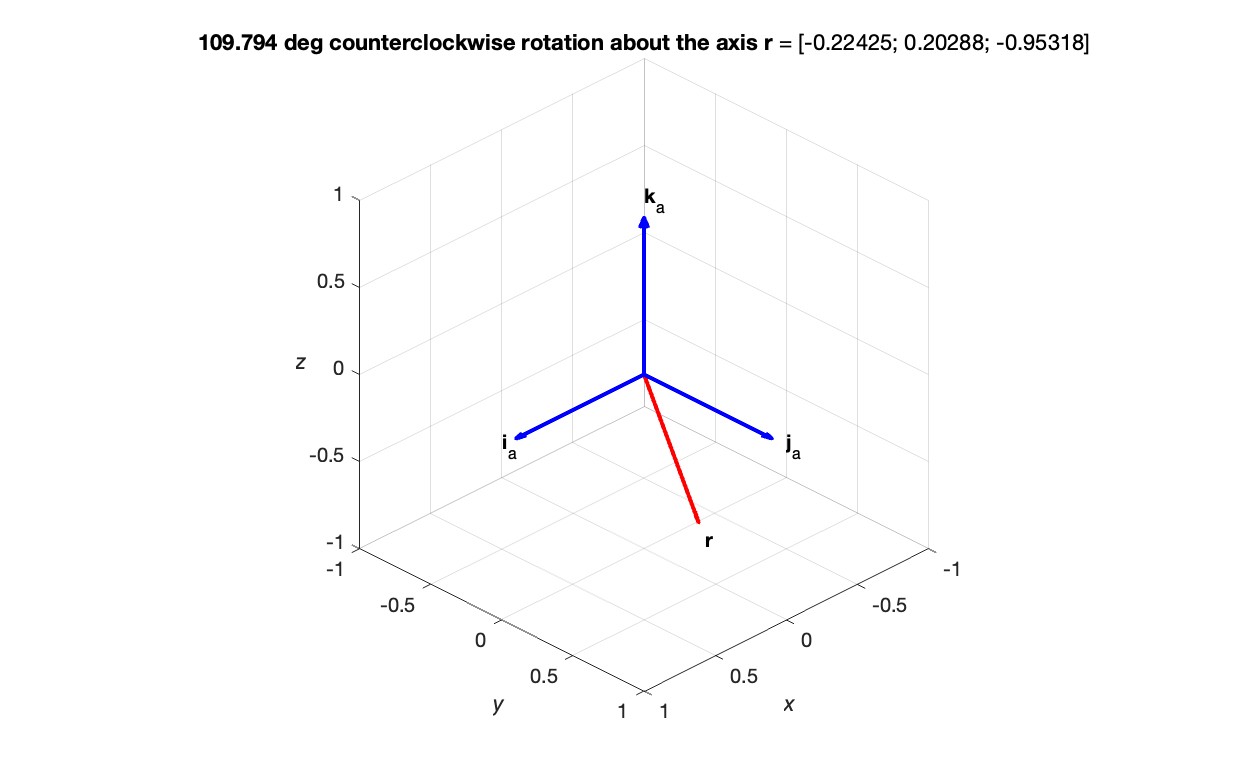 109.794 deg counterclockwise rotation about the axis r = [-0.22425; 0.20288; -0.95318]
k a
1
0.5
z
0
i a
j a
-0.5
r
-1
-1
-1
-0.5
-0.5
0
0
0.5
0.5
y
x
1
1